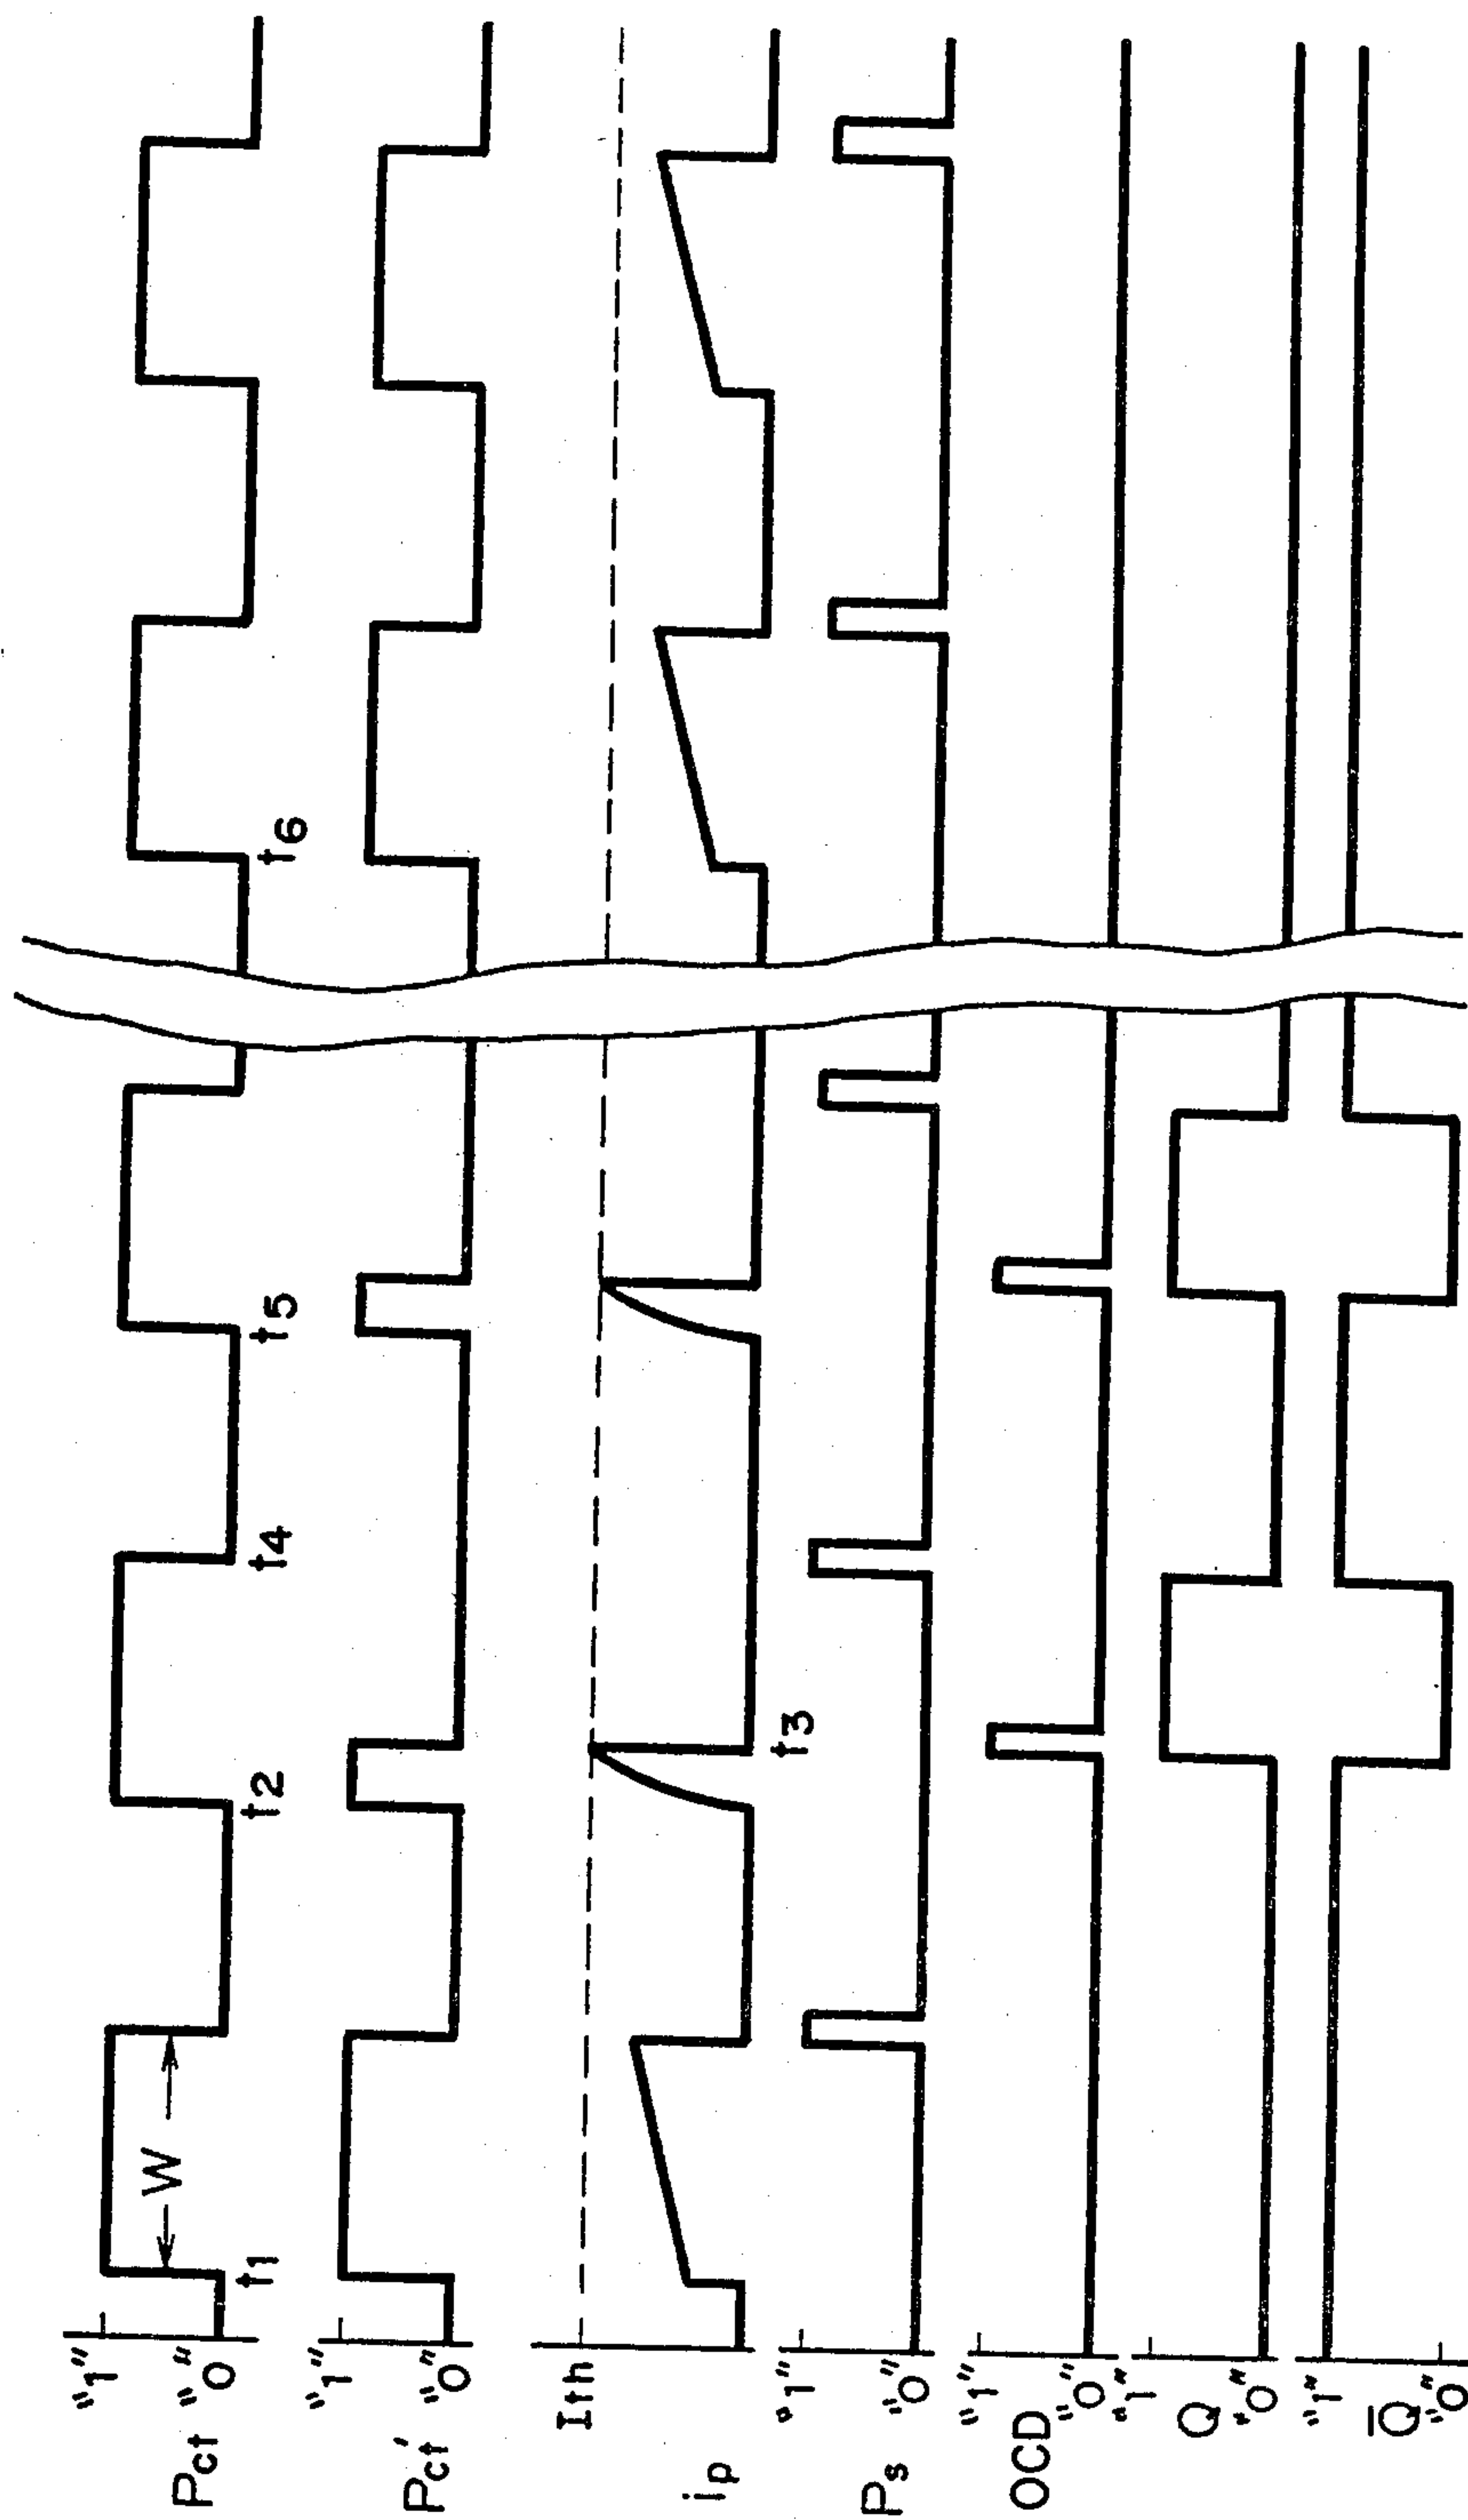 Pct "1" "0" W t1 t2 t4 t5 t6
Pct' "1" "0"
Ith
ip t3
Ps "1" "0"
OCD "1" "0"
Q "1" "0"
Q̅ "1" "0"